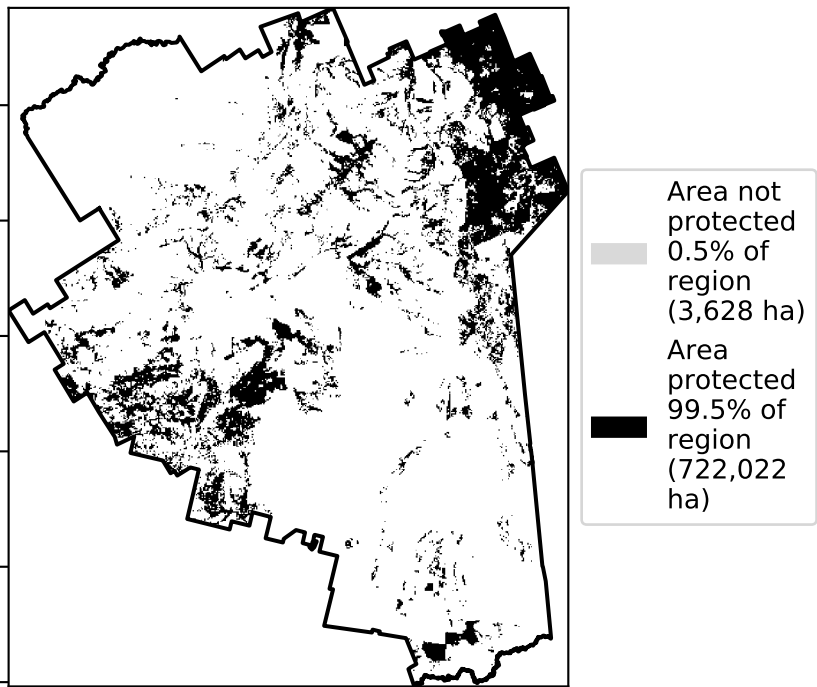 Area not
protected
0.5% of
region
(3,628 ha)
Area
protected
99.5% of
region
(722,022
ha)